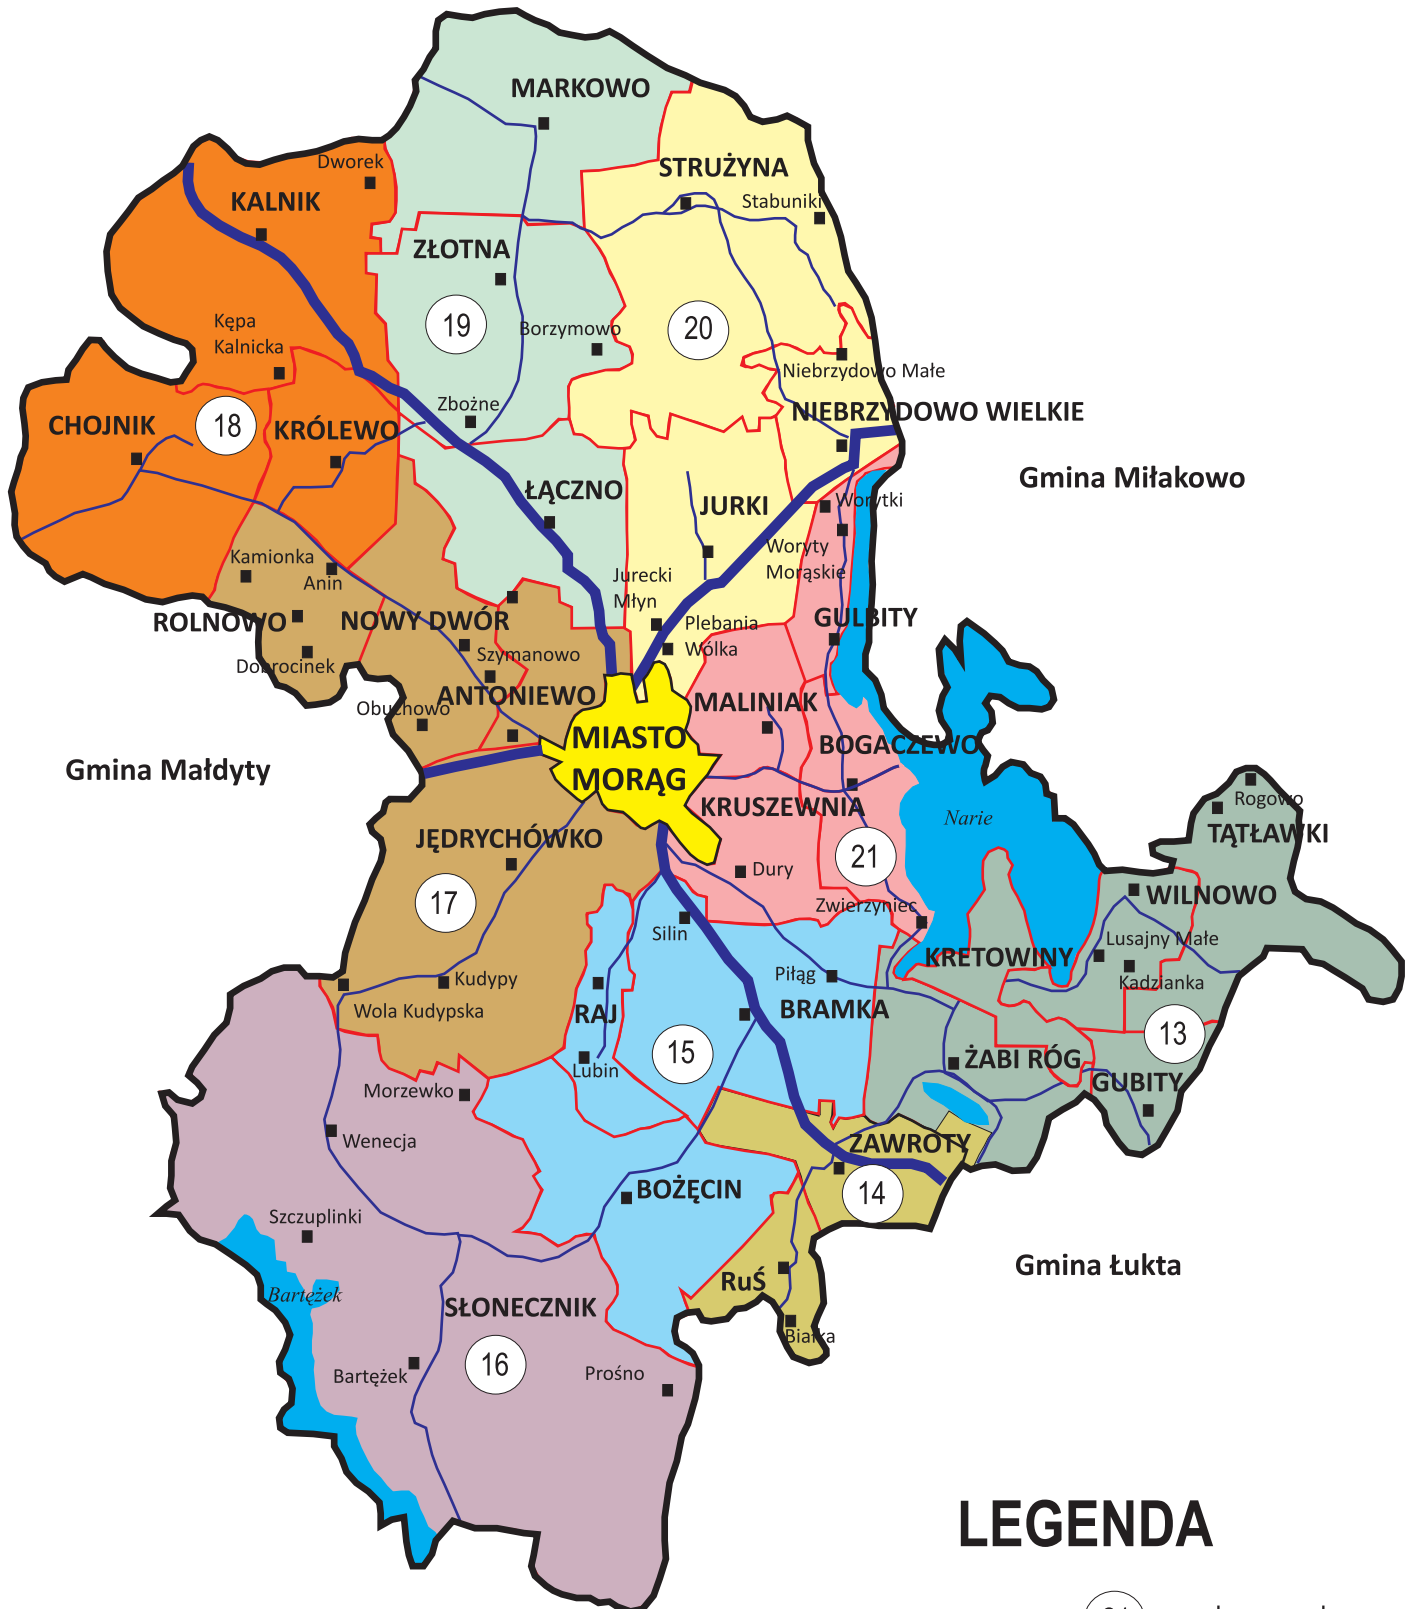 MARKOWO
Dworek
STRUŻYNA
KALNIK
Stabuniki
ZŁOTNA
19
20
Kępa
Kalnicka
Borzymowo
Niebrzydowo Małe
Zbożne
NIEBRZYDOWO WIELKIE
CHOJNIK
18
KRÓLEWO
Gmina Miłakowo
ŁĄCZNO
JURKI
Worytki
Woryty
Morąskie
Kamionka
Anin
Jurecki
Młyn
ROLNOWO
NOWY DWÓR
Plebania
Wólka
GULBITY
Dobrocinek
Szymanowo
ANTONIEWO
Obuchowo
MALINIAK
MIASTO
MORĄG
BOGACZEWO
Gmina Małdyty
KRUSZEWNIA
Narie
Rogowo
TĄTŁAWKI
JĘDRYCHÓWKO
21
Dury
17
WILNOWO
Zwierzyniec
Silin
Lusajny Małe
KRETOWINY
Kudypy
Piłąg
Kadzianka
Wola Kudypska
RAJ
BRAMKA
13
15
ŻABI RÓG
Lubin
GUBITY
Morzewko
Wenecja
ZAWROTY
14
BOŻĘCIN
Szczuplinki
Gmina Łukta
RuŚ
Bartężek
SŁONECZNIK
Białka
16
Bartężek
Prośno
LEGENDA